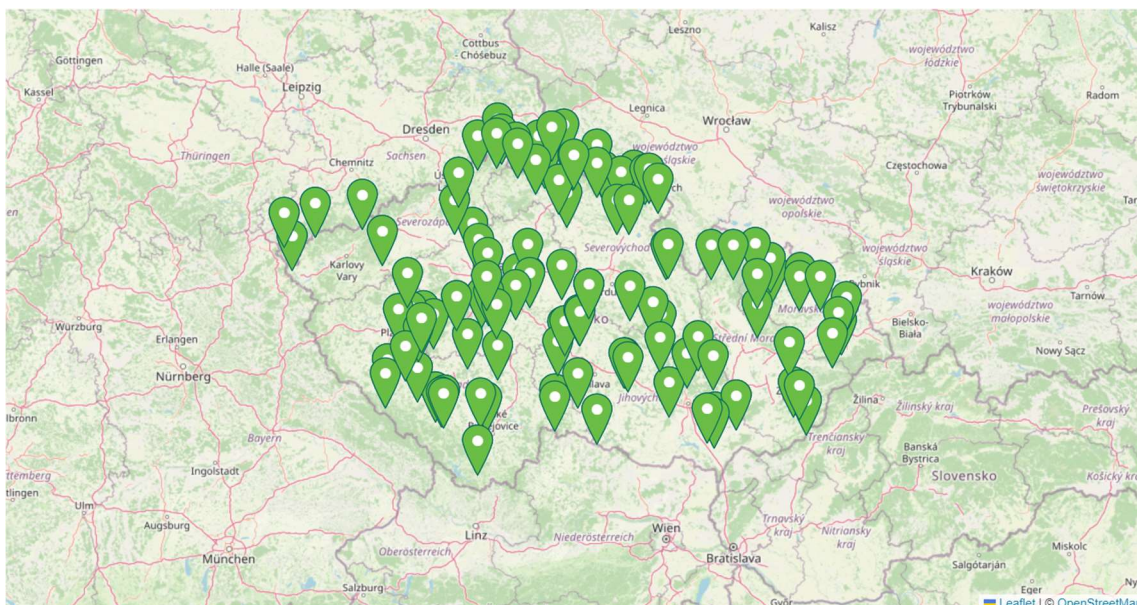 Leszno
Kalisz
Cottbus
- Chóśebuz
Göttingen
województwo
łódzkie
Halle (Saale)
Kassel
Leipzig
Piotrków
Trybunalski
Radom
Legnica
Wrocław
Dresden
Sachsen
województwo
śląskie
Thüringen
Chemnitz
Częstochowa
województwo
świętokrzyskie
województwo
opolskie
Severozáp
Severovýchod
województwo
śląskie
Karlovy
Vary
Kraków
Tarnów
województwo
małopolskie
Bielsko-
Biała
Würzburg
Erlangen
Střední Mor
Nowy Sącz
Nürnberg
Jihových
Žilina
Žilinský kraj
Prešovský
kraj
Bayern
Trenčiansky
kraj
Banská
Bystrica
Košický kra
Ingolstadt
Slovensko
Ulm
Augsburg
Linz
Wien
Trnavský
kraj
Nitriansky
kraj
Oberösterreich
Niederösterreich
München
Bratislava
Miskolc
Salgótarján
Salzburg
Eger
Leaflet | © OpenStreetMa